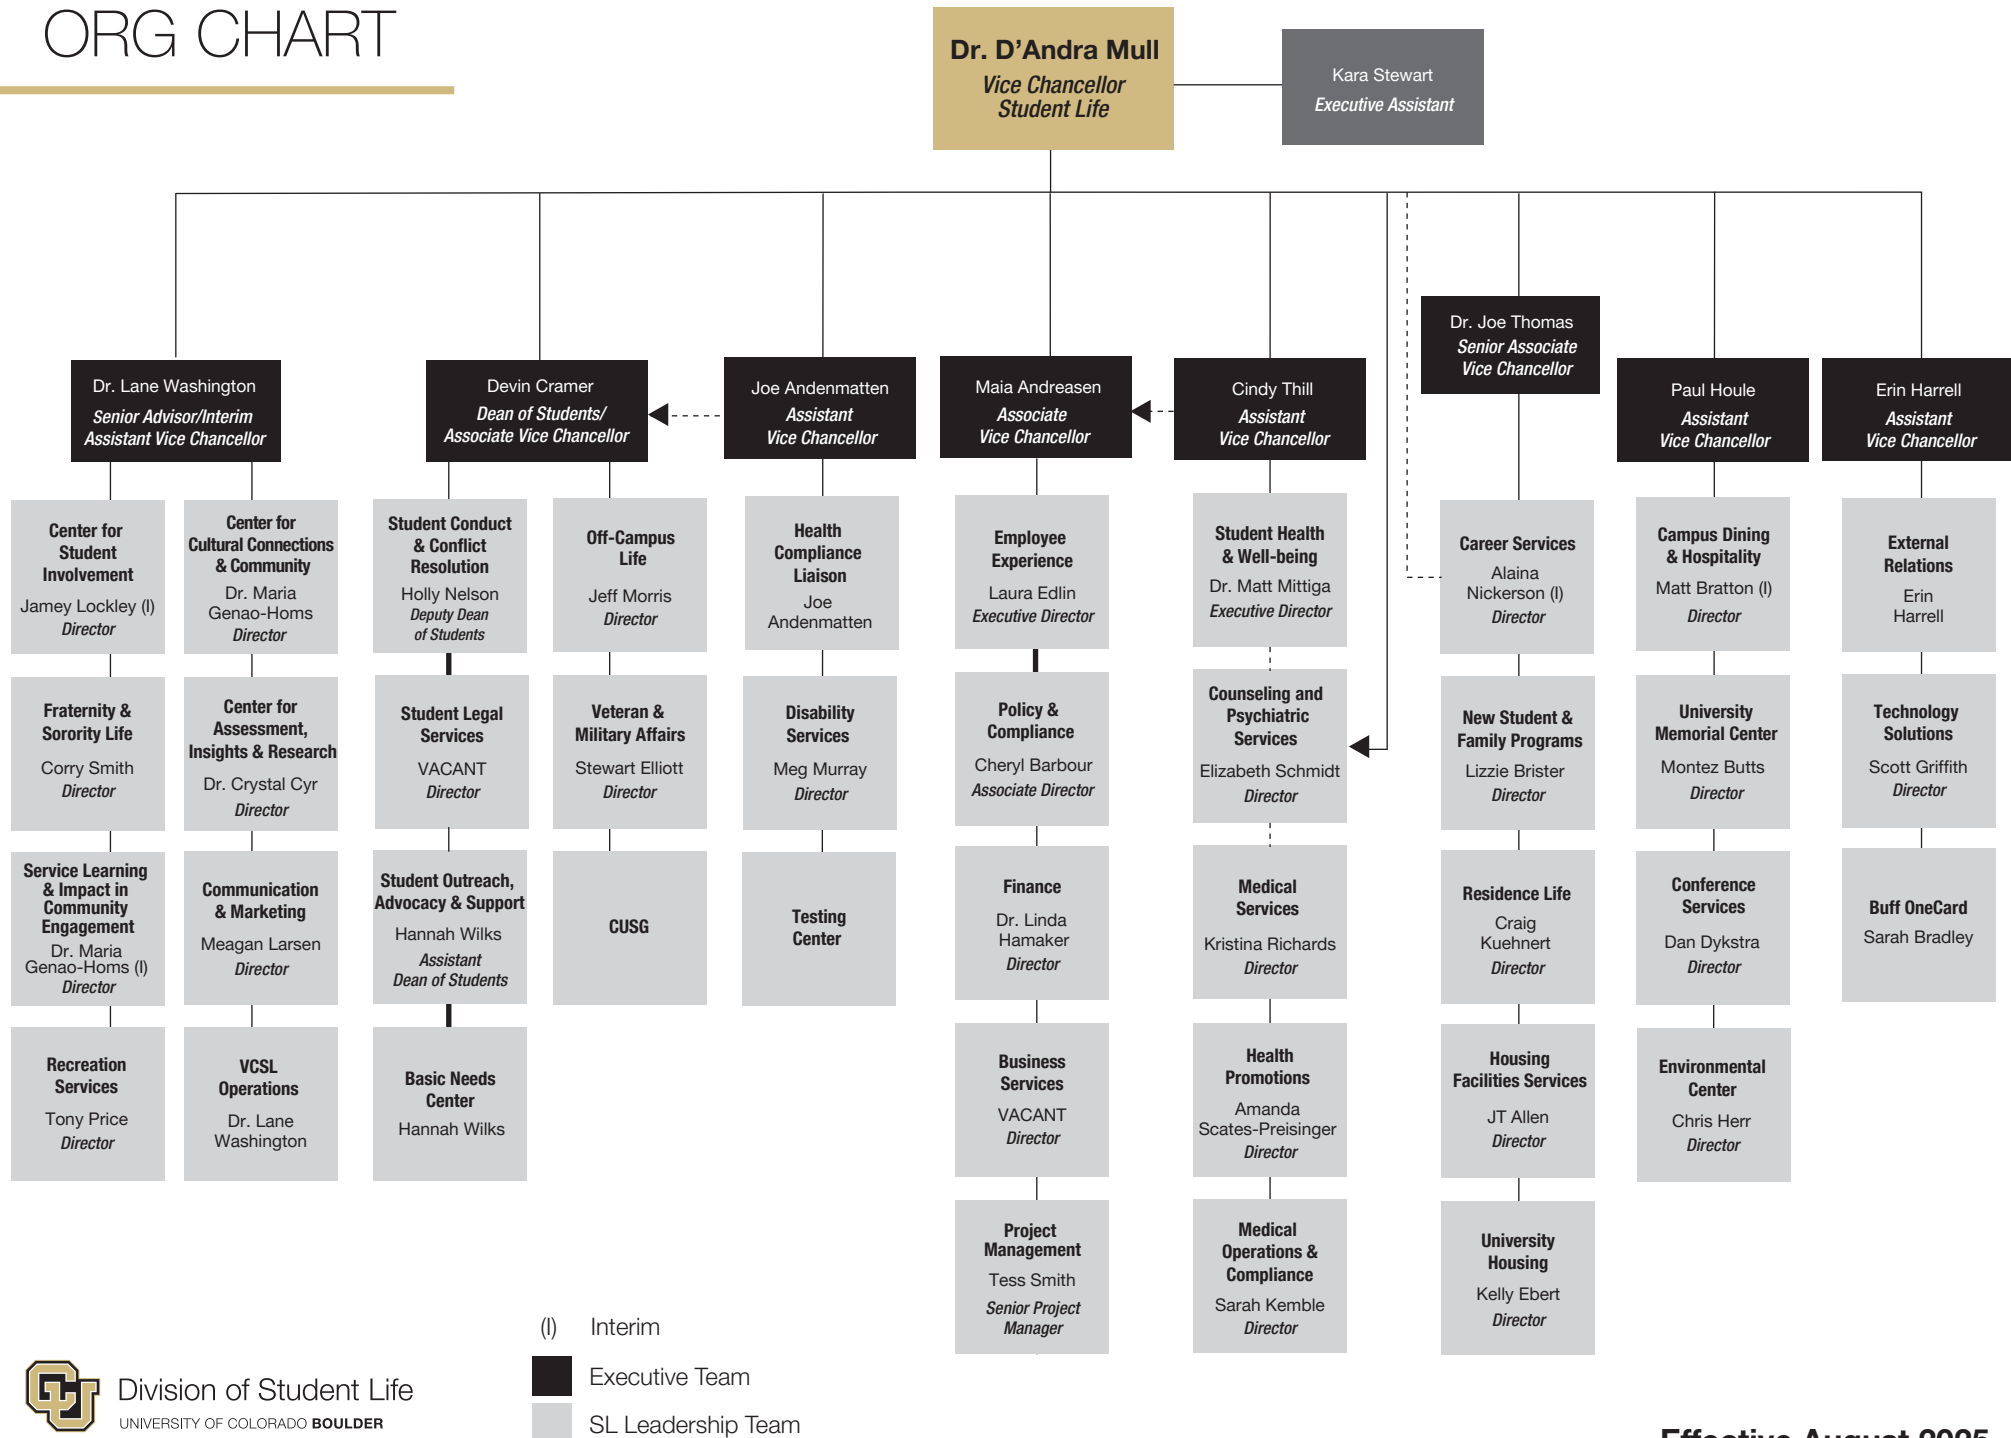 ORG CHART
Dr. D'Andra Mull
Vice Chancellor
Student Life
Kara Stewart
Executive Assistant
Dr. Lane Washington
Senior Advisor/Interim
Assistant Vice Chancellor
Devin Cramer
Dean of Students/
Associate Vice Chancellor
Joe Andenmatten
Assistant
Vice Chancellor
Maia Andreasen
Associate
Vice Chancellor
Cindy Thill
Assistant
Vice Chancellor
Dr. Joe Thomas
Senior Associate
Vice Chancellor
Paul Houle
Assistant
Vice Chancellor
Erin Harrell
Assistant
Vice Chancellor
Center for
Student
Involvement
Jamey Lockley (I)
Director
Fraternity &
Sorority Life
Corry Smith
Director
Service Learning
& Impact in
Community
Engagement
Dr. Maria
Genao-Homs (I)
Director
Recreation
Services
Tony Price
Director
Center for
Cultural Connections
& Community
Dr. Maria
Genao-Homs
Director
Center for
Assessment,
Insights & Research
Dr. Crystal Cyr
Director
Communication
& Marketing
Meagan Larsen
Director
VCSL
Operations
Dr. Lane
Washington
Student Conduct
& Conflict
Resolution
Holly Nelson
Deputy Dean
of Students
Student Legal
Services
VACANT
Director
Student Outreach,
Advocacy & Support
Hannah Wilks
Assistant
Dean of Students
Basic Needs
Center
Hannah Wilks
Off-Campus
Life
Jeff Morris
Director
Veteran &
Military Affairs
Stewart Elliott
Director
CUSG
Health
Compliance
Liaison
Joe
Andenmatten
Disability
Services
Meg Murray
Director
Testing
Center
Employee
Experience
Laura Edlin
Executive Director
Policy &
Compliance
Cheryl Barbour
Associate Director
Finance
Dr. Linda
Hamaker
Director
Business
Services
VACANT
Director
Project
Management
Tess Smith
Senior Project
Manager
Student Health
& Well-being
Dr. Matt Mittiga
Executive Director
Counseling and
Psychiatric
Services
Elizabeth Schmidt
Director
Medical
Services
Kristina Richards
Director
Health
Promotions
Amanda
Scates-Preisinger
Director
Medical
Operations &
Compliance
Sarah Kemble
Director
Career Services
Alaina
Nickerson (I)
Director
New Student &
Family Programs
Lizzie Brister
Director
Residence Life
Craig
Kuehnert
Director
Housing
Facilities Services
JT Allen
Director
University
Housing
Kelly Ebert
Director
Campus Dining
& Hospitality
Matt Bratton (I)
Director
University
Memorial Center
Montez Butts
Director
Conference
Services
Dan Dykstra
Director
Environmental
Center
Chris Herr
Director
External
Relations
Erin
Harrell
Technology
Solutions
Scott Griffith
Director
Buff OneCard
Sarah Bradley
(I) Interim
Executive Team
SL Leadership Team
CU
Division of Student Life
UNIVERSITY OF COLORADO BOULDER
Effective August 2025